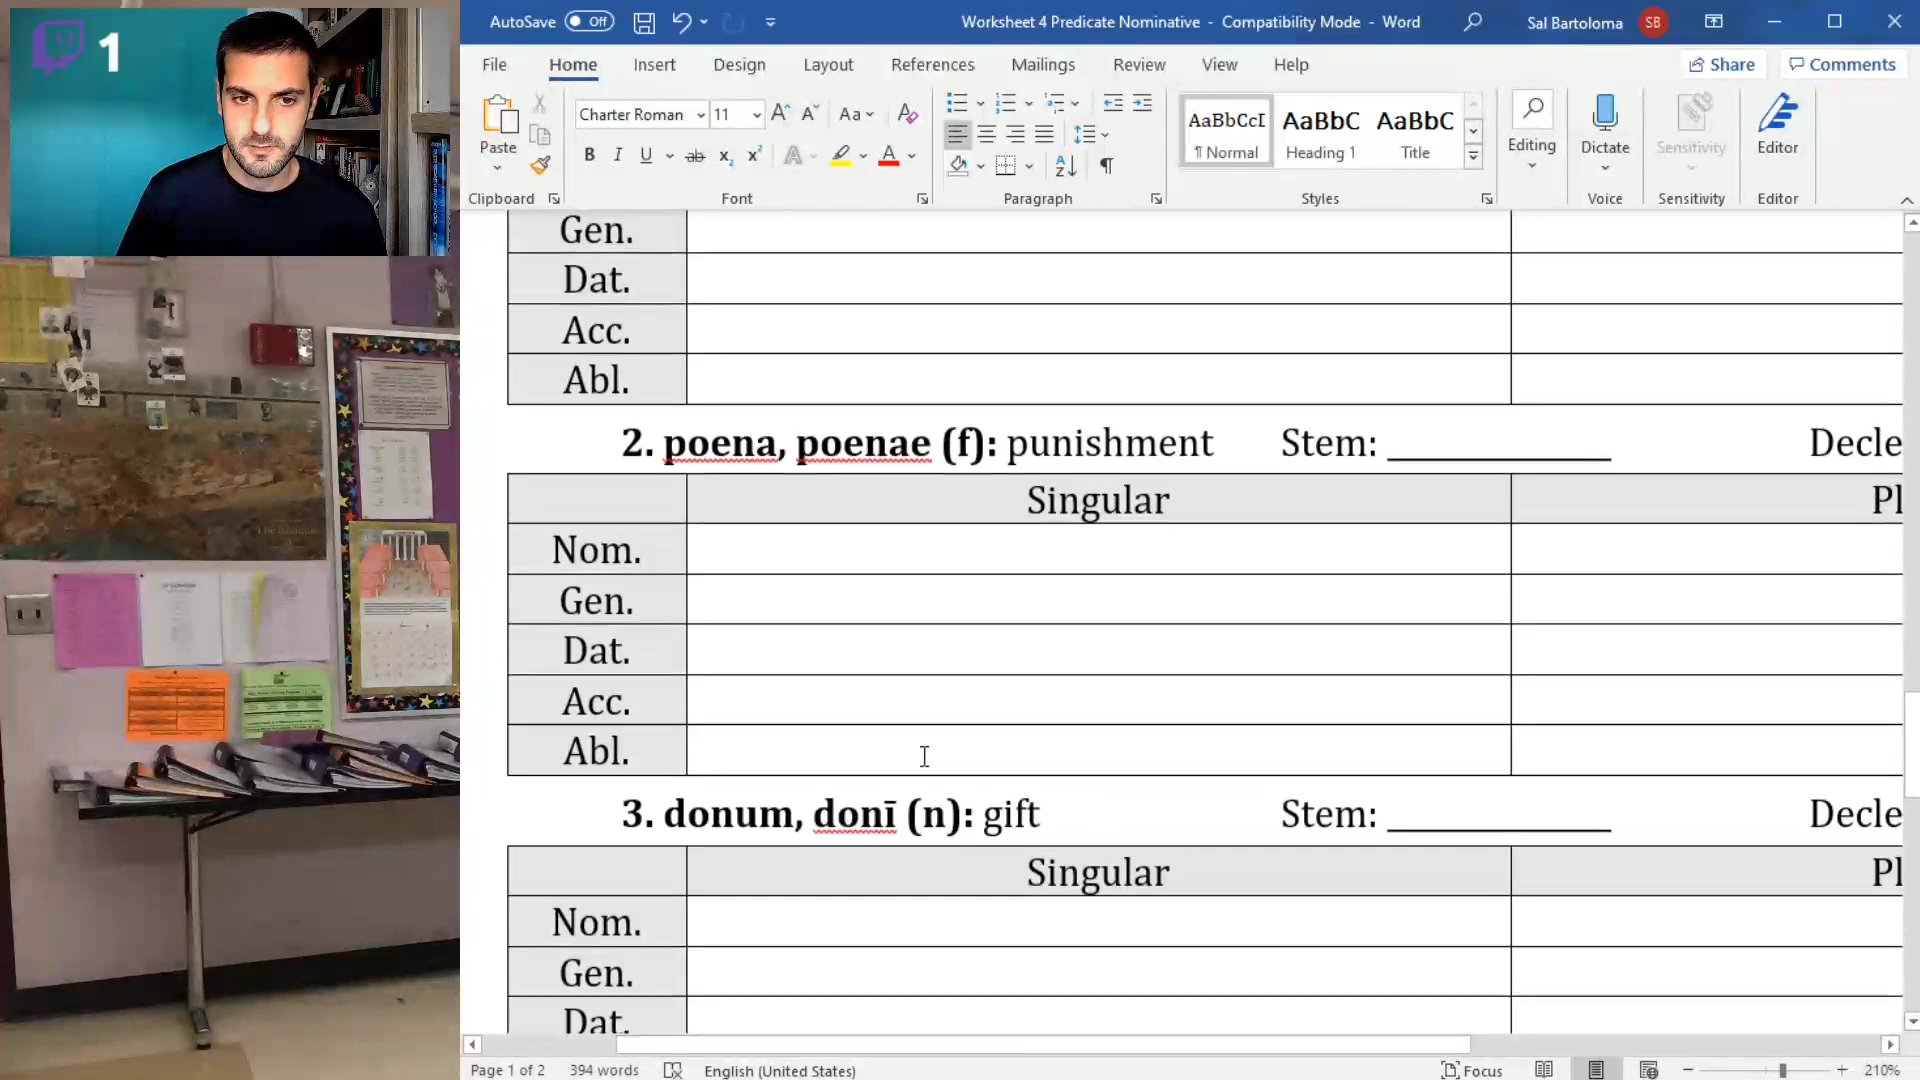 1
AutoSave Off
Worksheet 4 Predicate Nominative - Compatibility Mode - Word
Sal Bartoloma SB
File Home Insert Design Layout References Mailings Review View Help
Share Comments
Paste
Charter Roman 11
Aa
B I U ab x₂ x² A A
AaBbCcI AaBbC AaBbC
¶ Normal Heading 1 Title
Editing Dictate Sensitivity Editor
Clipboard Font Paragraph Styles Voice Sensitivity Editor
Gen.
Dat.
Acc.
Abl.
2. poena, poenae (f): punishment Stem: ____________ Decle
Singular Pl
Nom.
Gen.
Dat.
Acc.
Abl.
3. donum, donī (n): gift Stem: ____________ Decle
Singular Pl
Nom.
Gen.
Dat.
Page 1 of 2 394 words English (United States) Focus 210%